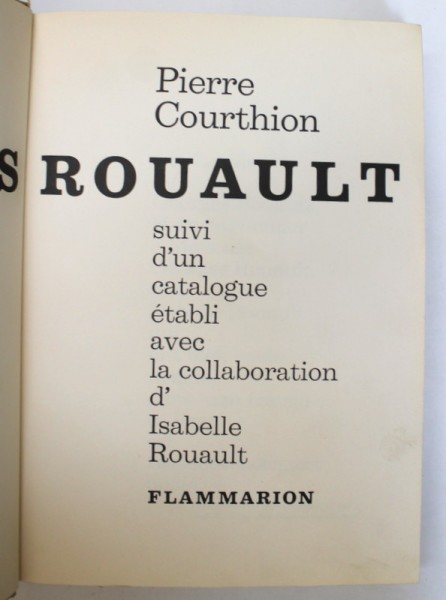 Pierre
Courthion
S ROUAULT
suivi
d'un
catalogue
établi
avec
la collaboration
d'
Isabelle
Rouault
FLAMMARION